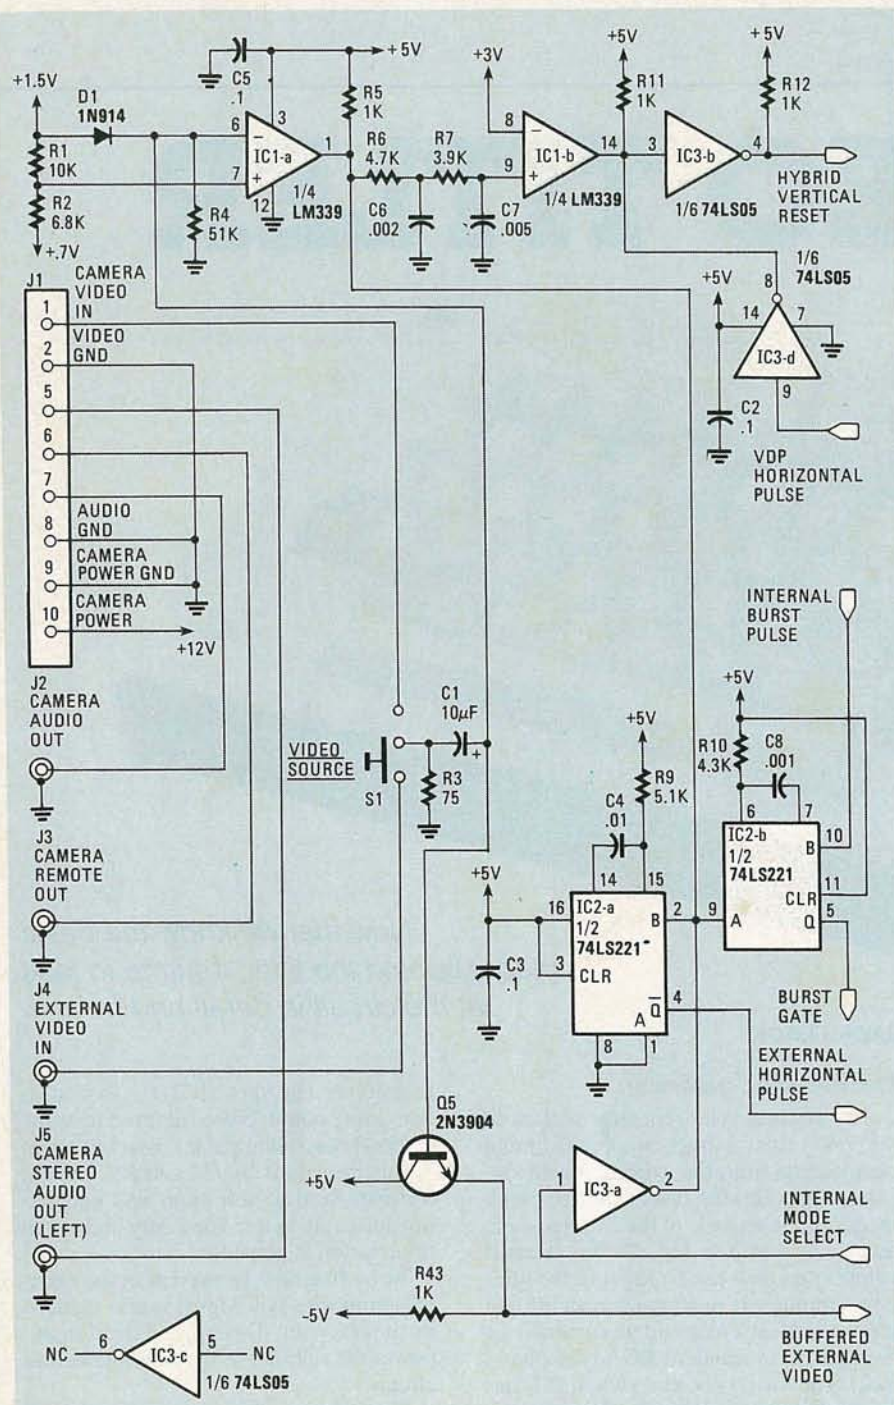 +5V
C5
.1
+1.5V
D1
1N914
R1
10K
R2
6.8K
+.7V
6
3
−
7
+
1
IC1-a
12
1/4
LM339
R4
51K
R5
1K
R6
4.7K
R7
3.9K
C6
.002
C7
.005
+3V
8
−
9
+
14
IC1-b
1/4 LM339
+5V
R11
1K
3
IC3-b
4
1/6 74LS05
+5V
R12
1K
HYBRID
VERTICAL
RESET
1/6
74LS05
8
+5V
14
7
IC3-d
9
C2
.1
VDP
HORIZONTAL
PULSE
J1
CAMERA
VIDEO
IN
1
VIDEO
GND
2
5
6
7
AUDIO
GND
8
CAMERA
POWER GND
9
CAMERA
POWER
10
+12V
J2
CAMERA
AUDIO
OUT
J3
CAMERA
REMOTE
OUT
J4
EXTERNAL
VIDEO
IN
J5
CAMERA
STEREO
AUDIO
OUT
(LEFT)
VIDEO
SOURCE
S1
C1
10μF
+
R3
75
INTERNAL
BURST
PULSE
+5V
R10
4.3K
C8
.001
6
7
IC2-b
1/2
74LS221
B
10
CLR
11
Q
5
9
A
BURST
GATE
+5V
R9
5.1K
C4
.01
14
15
+5V
16
IC2-a
1/2
74LS221
B
2
3
CLR
4
Q
A
8
1
C3
.1
EXTERNAL
HORIZONTAL
PULSE
Q5
2N3904
+5V
1
IC3-a
2
INTERNAL
MODE
SELECT
R43
1K
-5V
BUFFERED
EXTERNAL
VIDEO
NC
6
IC3-c
5
NC
1/6 74LS05